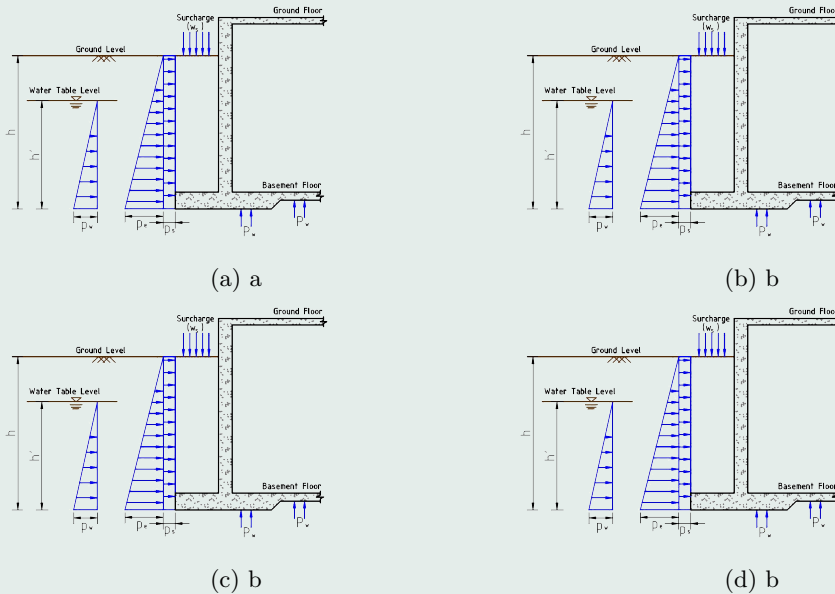 Ground Floor
Surcharge
(ws)
Ground Level
Water Table Level
h
h'
Basement Floor
Pw
Pe
Ps
Pw
Pw
(a) a
Ground Floor
Surcharge
(ws)
Ground Level
Water Table Level
h
h'
Basement Floor
Pw
Pe
Ps
Pw
Pw
(b) b
Ground Floor
Surcharge
(ws)
Ground Level
Water Table Level
h
h'
Basement Floor
Pw
Pe
Ps
Pw
Pw
(c) b
Ground Floor
Surcharge
(ws)
Ground Level
Water Table Level
h
h'
Basement Floor
Pw
Pe
Ps
Pw
Pw
(d) b